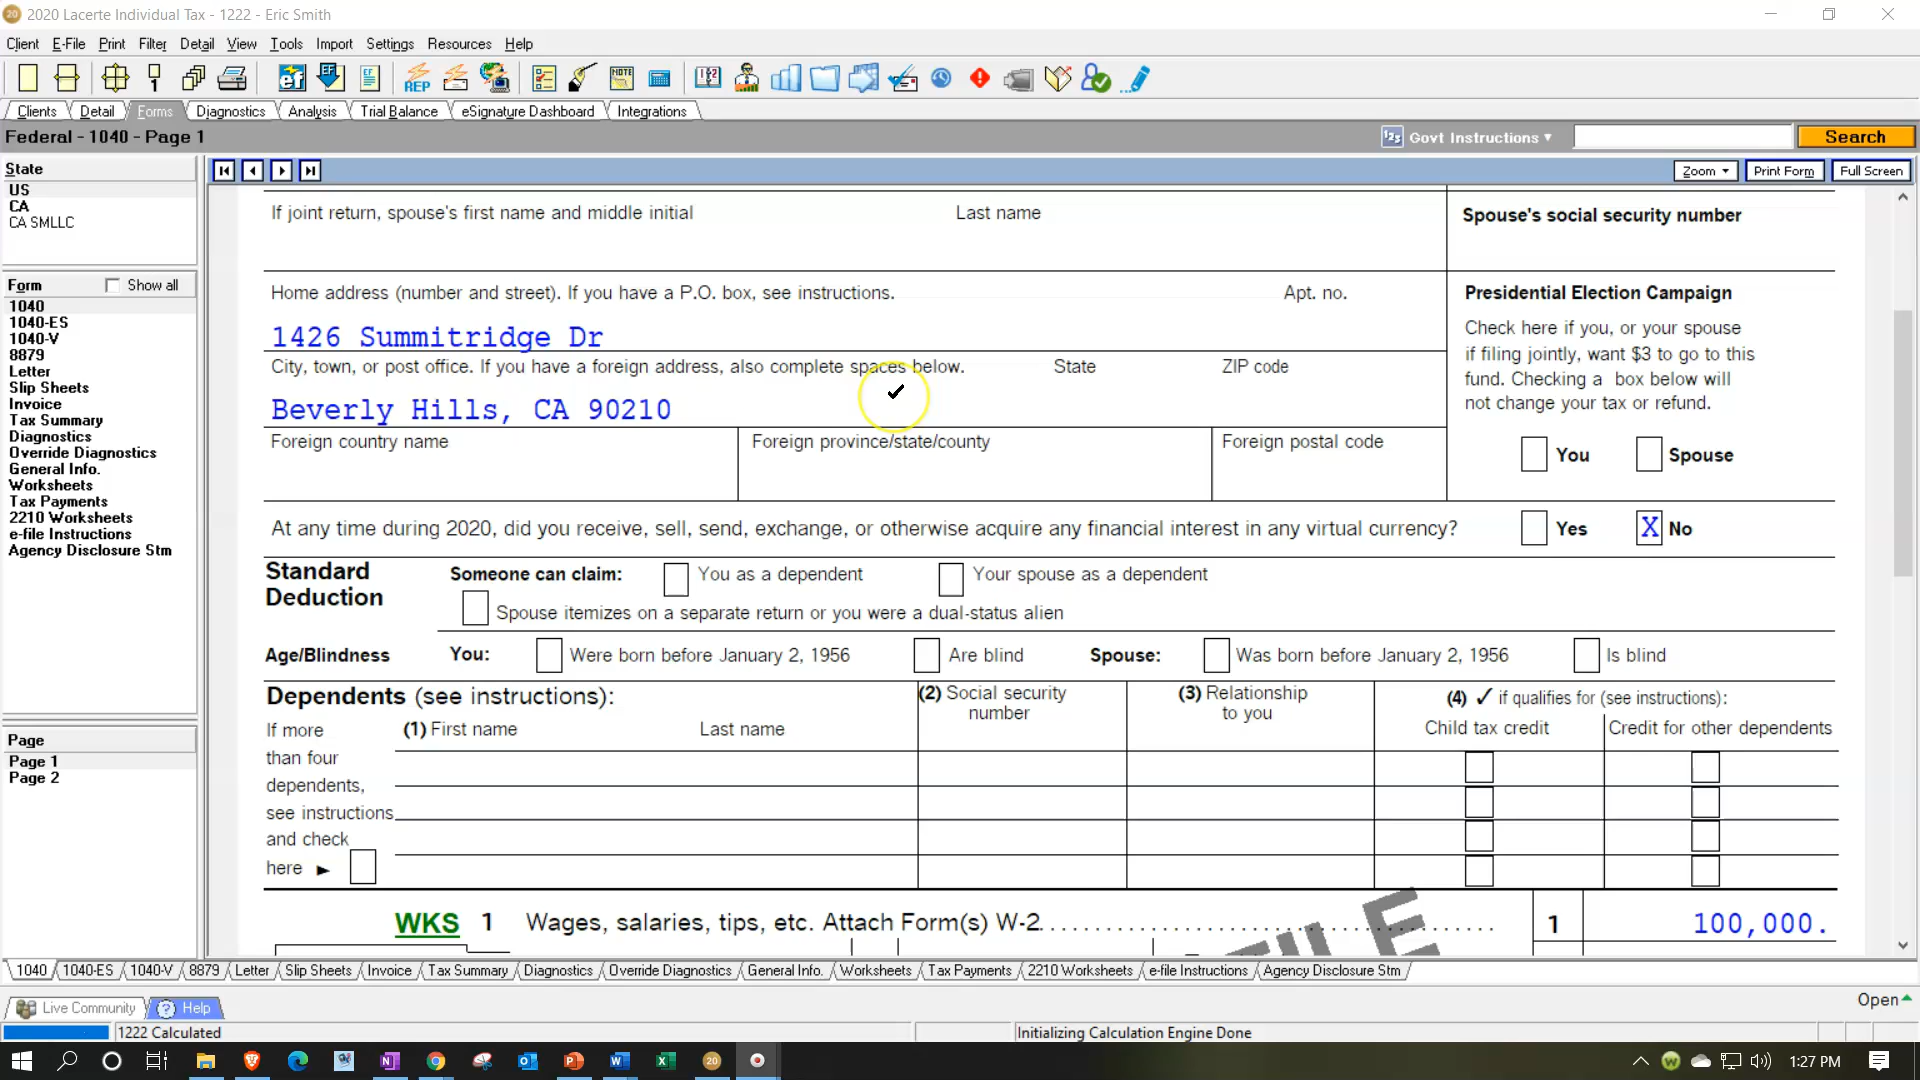 2020 Lacerte Individual Tax - 1222 - Eric Smith
Client E-File Print Filter Detail View Tools Import Settings Resources Help
Clients Detail Forms Diagnostics Analysis Trial Balance eSignature Dashboard Integrations
Federal - 1040 - Page 1
Govt Instructions
Search
State
US
CA
CA SMLLC
Form
Show all
1040
1040-ES
1040-V
8879
Letter
Slip Sheets
Invoice
Tax Summary
Diagnostics
Override Diagnostics
General Info.
Worksheets
Tax Payments
2210 Worksheets
e-file Instructions
Agency Disclosure Stm
Page
Page 1
Page 2
Zoom Print Form Full Screen
If joint return, spouse's first name and middle initial Last name
Spouse's social security number
Home address (number and street). If you have a P.O. box, see instructions. Apt. no.
1426 Summitridge Dr
City, town, or post office. If you have a foreign address, also complete spaces below. State ZIP code
Beverly Hills, CA 90210
Foreign country name Foreign province/state/county Foreign postal code
Presidential Election Campaign
Check here if you, or your spouse
if filing jointly, want $3 to go to this
fund. Checking a box below will
not change your tax or refund.
You Spouse
At any time during 2020, did you receive, sell, send, exchange, or otherwise acquire any financial interest in any virtual currency? Yes X No
Standard
Deduction
Someone can claim: You as a dependent Your spouse as a dependent
Spouse itemizes on a separate return or you were a dual-status alien
Age/Blindness You: Were born before January 2, 1956 Are blind Spouse: Was born before January 2, 1956 Is blind
Dependents (see instructions):
If more
than four
dependents,
see instructions
and check
here ►
(1) First name Last name
(2) Social security
number
(3) Relationship
to you
(4) ✓ if qualifies for (see instructions):
Child tax credit Credit for other dependents
WKS 1 Wages, salaries, tips, etc. Attach Form(s) W-2 1 100,000.
FILE
1040 1040-ES 1040-V 8879 Letter Slip Sheets Invoice Tax Summary Diagnostics Override Diagnostics General Info. Worksheets Tax Payments 2210 Worksheets e-file Instructions Agency Disclosure Stm
Live Community Help
Open
1222 Calculated
Initializing Calculation Engine Done
1:27 PM